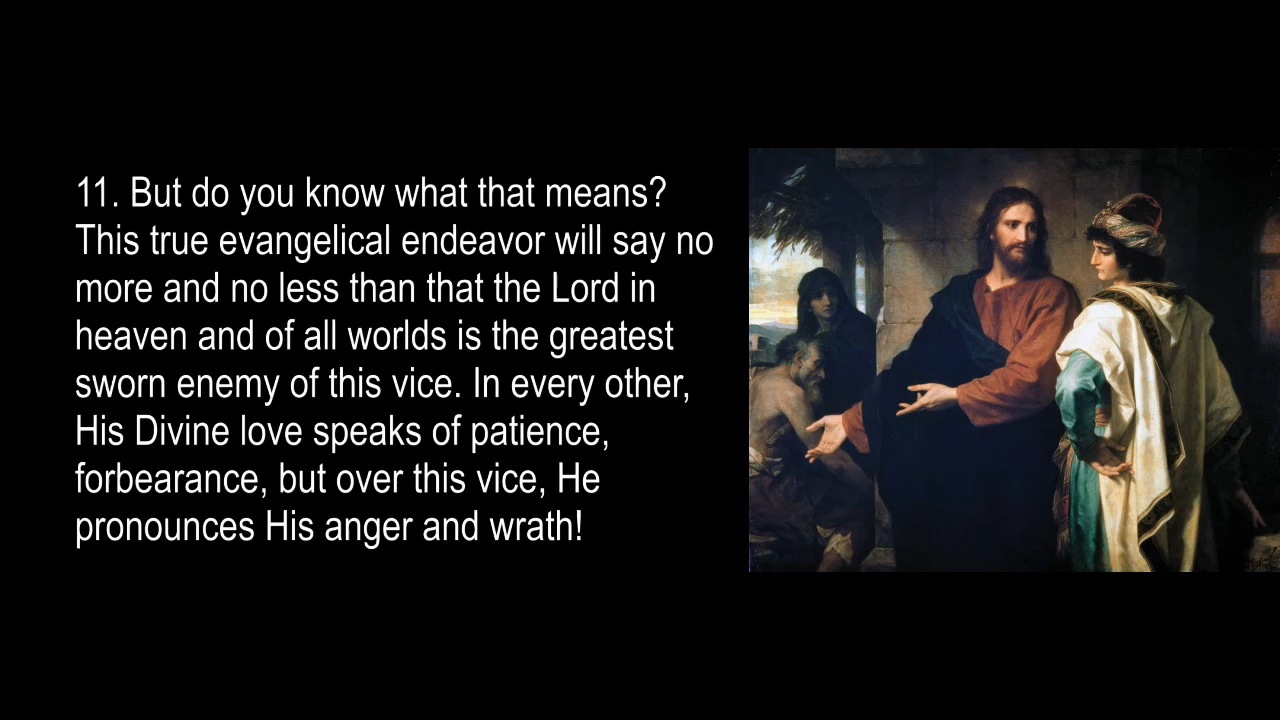 11. But do you know what that means?
This true evangelical endeavor will say no
more and no less than that the Lord in
heaven and of all worlds is the greatest
sworn enemy of this vice. In every other,
His Divine love speaks of patience,
forbearance, but over this vice, He
pronounces His anger and wrath!